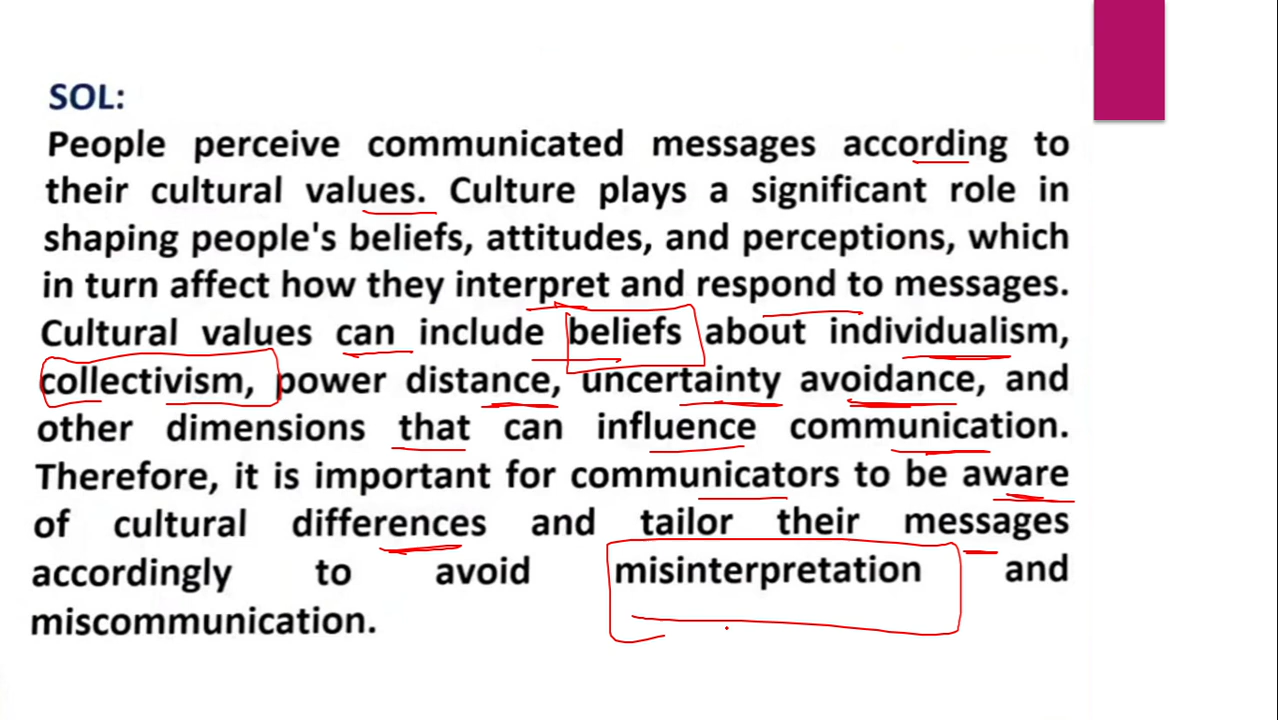 SOL:
People perceive communicated messages according to
their cultural values. Culture plays a significant role in
shaping people's beliefs, attitudes, and perceptions, which
in turn affect how they interpret and respond to messages.
Cultural values can include beliefs about individualism,
collectivism, power distance, uncertainty avoidance, and
other dimensions that can influence communication.
Therefore, it is important for communicators to be aware
of cultural differences and tailor their messages
accordingly to avoid misinterpretation and
miscommunication.